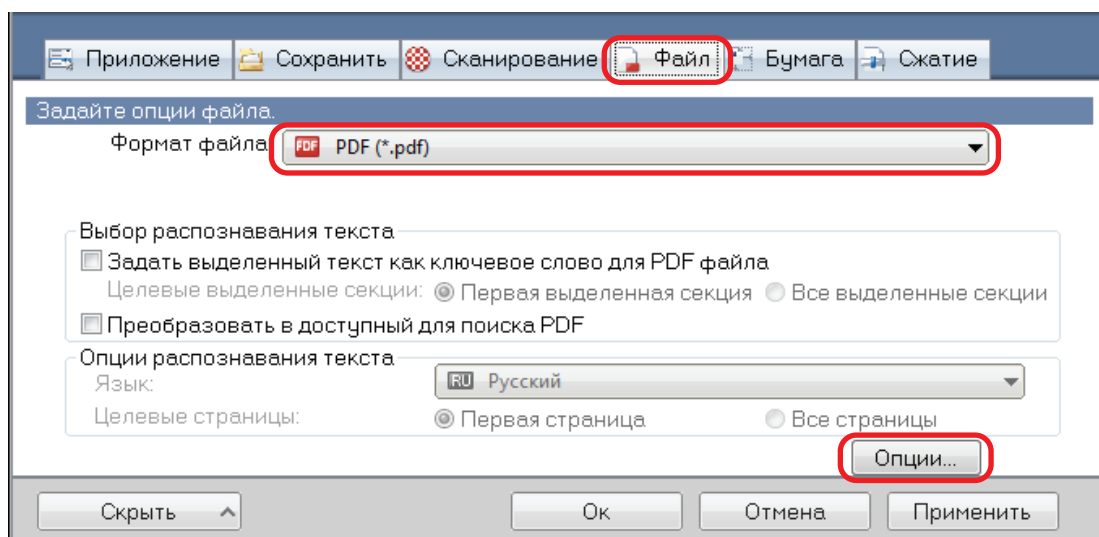 Приложение Сохранить Сканирование Файл Бумага Сжатие
Задайте опции файла.
Формат файла PDF PDF (*.pdf)
Выбор распознавания текста
Задать выделенный текст как ключевое слово для PDF файла
Целевые выделенные секции: Первая выделенная секция Все выделенные секции
Преобразовать в доступный для поиска PDF
Опции распознавания текста
Язык: RU Русский
Целевые страницы: Первая страница Все страницы
Опции...
Скрыть Ок Отмена Применить